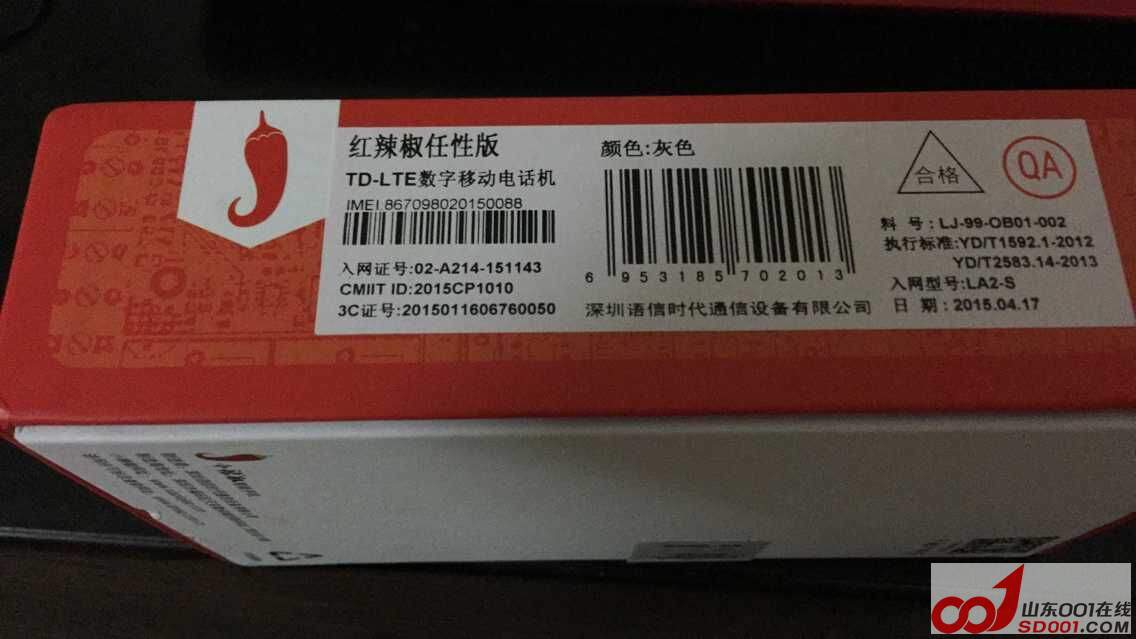 红辣椒任性版
TD-LTE数字移动电话机
IMEI 867098020150088
入网证号:02-A214-151143
CMIIT ID:2015CP1010
3C证号:2015011606760050
颜色:灰色
6 953185 702013
深圳语信时代通信设备有限公司
合格
QA
料 号:LJ-99-OB01-002
执行标准:YD/T1592.1-2012
YD/T2583.14-2013
入网型号:LA2-S
日 期:2015.04.17
山东001在线
SD001.COM